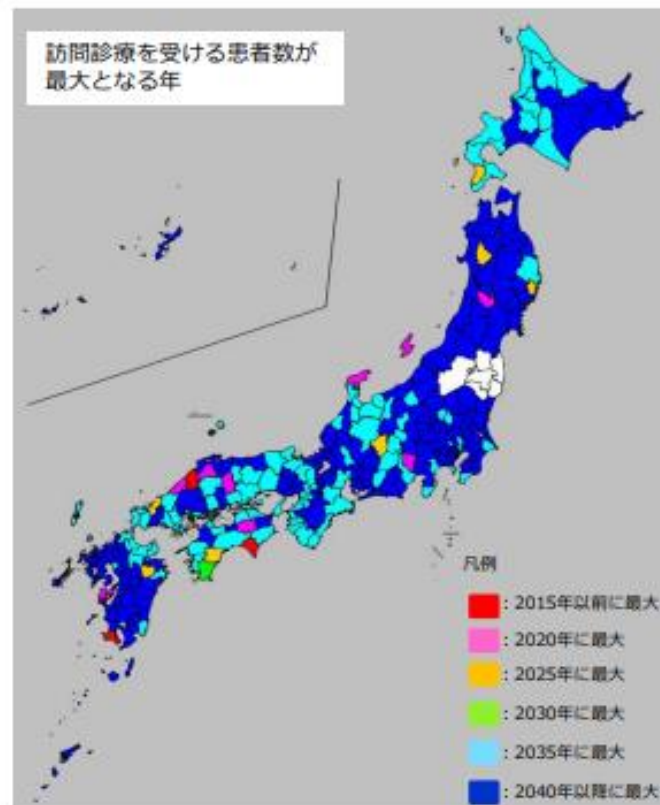 訪問診療を受ける患者数が
最大となる年
凡例
：2015年以前に最大
：2020年に最大
：2025年に最大
：2030年に最大
：2035年に最大
：2040年以降に最大